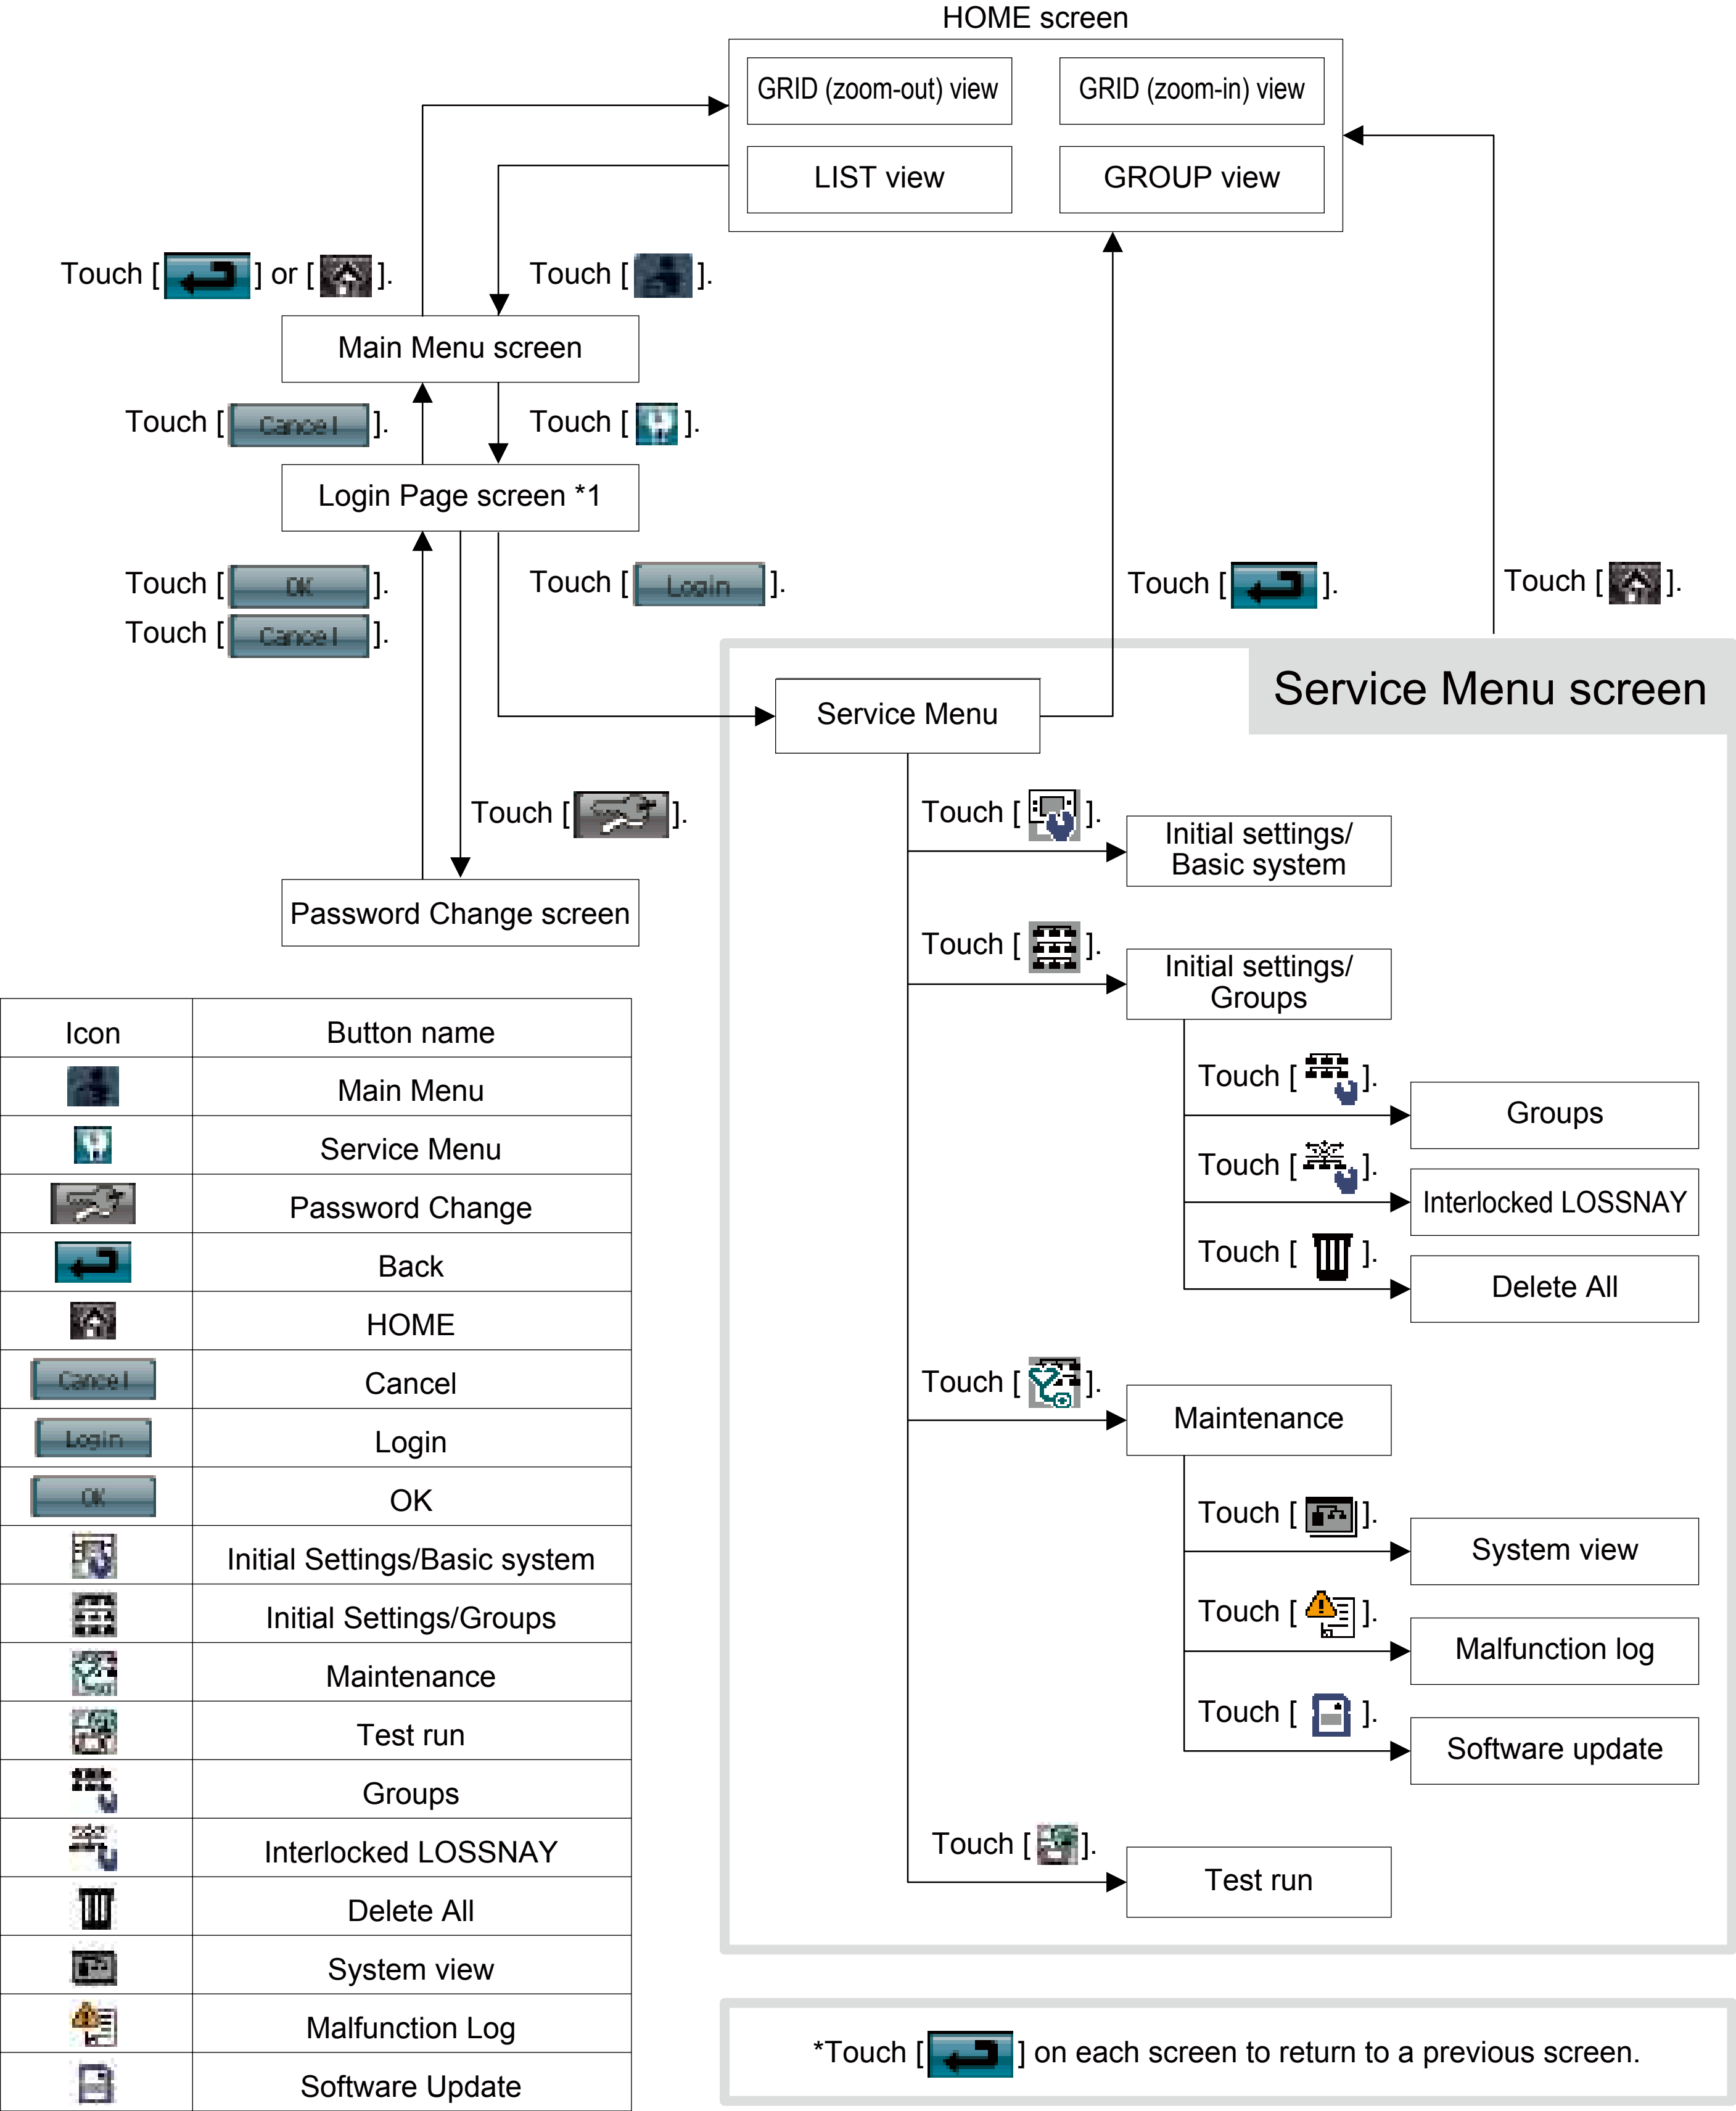 HOME screen
GRID (zoom-out) view
GRID (zoom-in) view
LIST view
GROUP view
Touch [ ] or [ ].
Touch [ ].
Main Menu screen
Touch [ Cancel ].
Touch [ ].
Login Page screen *1
Touch [ OK ].
Touch [ Cancel ].
Touch [ Login ].
Touch [ ].
Touch [ ].
Touch [ ].
Password Change screen
Service Menu screen
Service Menu
Touch [ ].
Initial settings/
Basic system
Touch [ ].
Initial settings/
Groups
Touch [ ].
Groups
Touch [ ].
Interlocked LOSSNAY
Touch [ ].
Delete All
Touch [ ].
Maintenance
Touch [ ].
System view
Touch [ ].
Malfunction log
Touch [ ].
Software update
Touch [ ].
Test run
*Touch [ ] on each screen to return to a previous screen.
Icon Button name
Main Menu
Service Menu
Password Change
Back
HOME
Cancel Cancel
Login Login
OK OK
Initial Settings/Basic system
Initial Settings/Groups
Maintenance
Test run
Groups
Interlocked LOSSNAY
Delete All
System view
Malfunction Log
Software Update